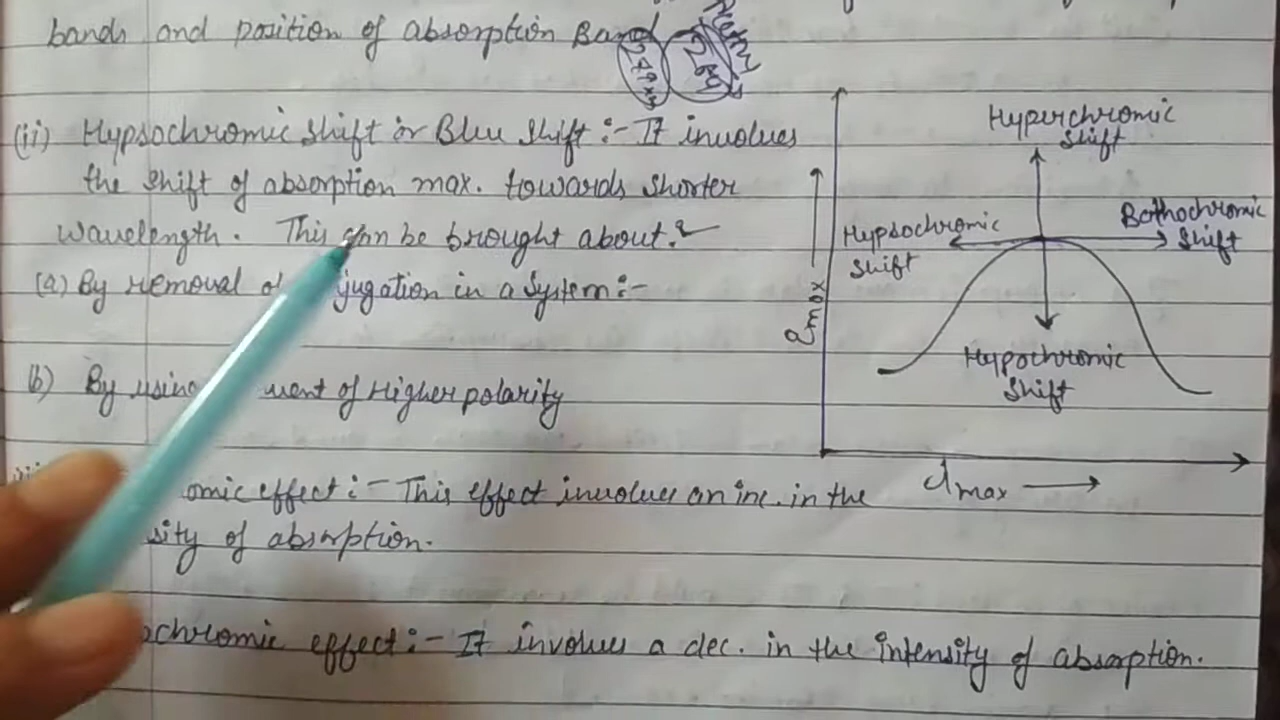 bands and position of absorption Band
(ii) Hypsochromic shift or Blue shift :- It involves
the shift of absorption max. towards shorter
wavelength. This can be brought about.
(a) By removal of jugation in a system :-
(b) By using vent of Higher polarity
omic effect :- This effect involves an inc. in the
sity of absorption.
ochromic effect :- It involves a dec. in the intensity of absorption.
Hyperchromic
shift
Hypsochromic
shift
Bathochromic
shift
Hypochromic
shift
max
max